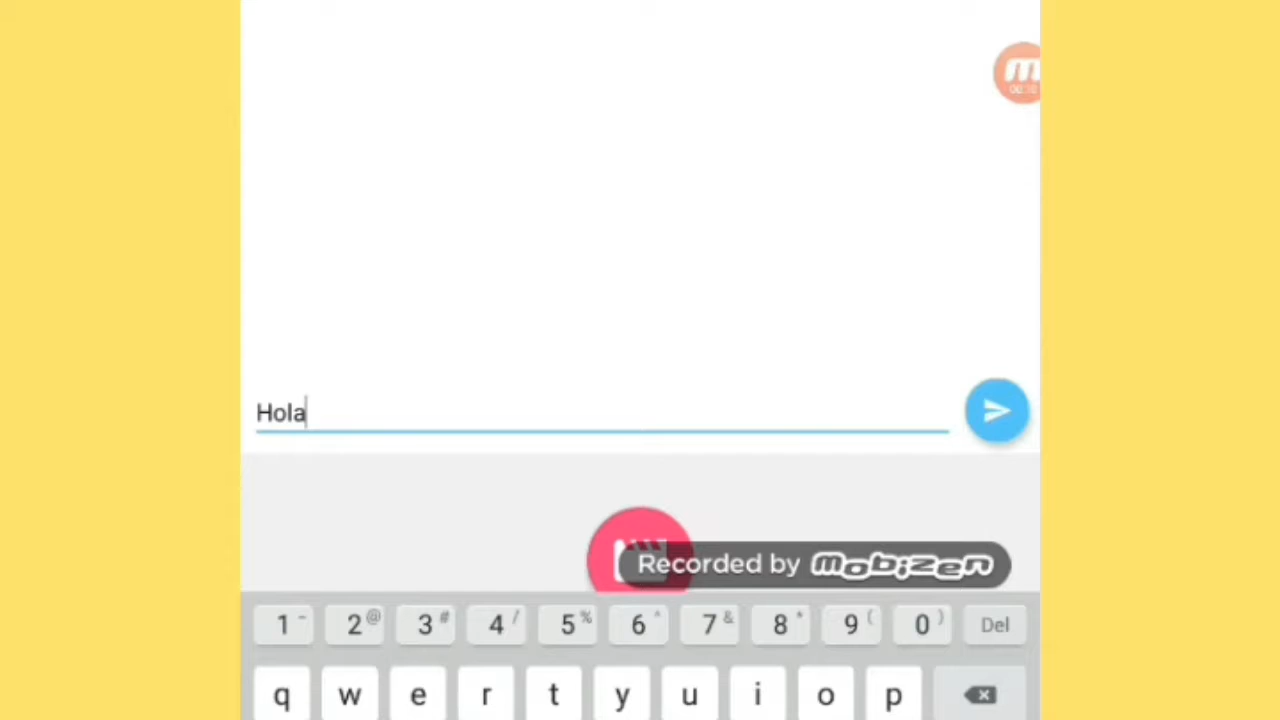 m
Hola
Recorded by mobizen
1 - 2 @ 3 # 4 / 5 % 6 ^ 7 & 8 * 9 ( 0 ) Del
q w e r t y u i o p